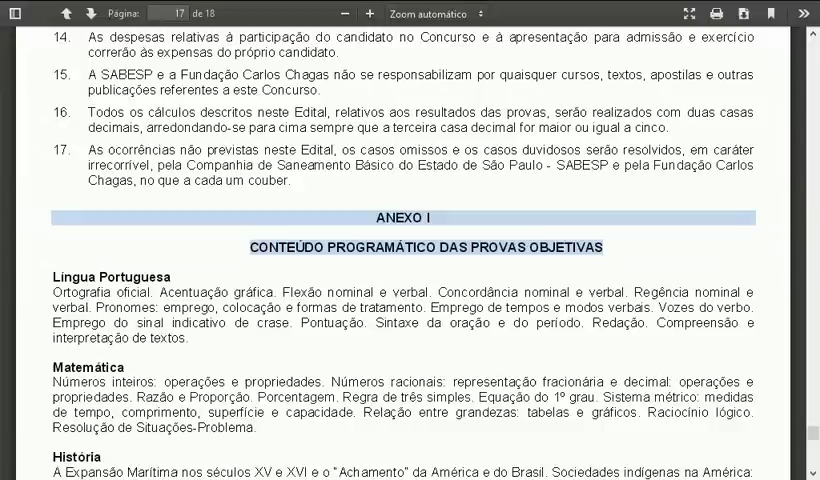 Página: 17 de 18 Zoom automático
14. As despesas relativas à participação do candidato no Concurso e à apresentação para admissão e exercício
correrão às expensas do próprio candidato.
15. A SABESP e a Fundação Carlos Chagas não se responsabilizam por quaisquer cursos, textos, apostilas e outras
publicações referentes a este Concurso.
16. Todos os cálculos descritos neste Edital, relativos aos resultados das provas, serão realizados com duas casas
decimais, arredondando-se para cima sempre que a terceira casa decimal for maior ou igual a cinco.
17. As ocorrências não previstas neste Edital, os casos omissos e os casos duvidosos serão resolvidos, em caráter
irrecorrível, pela Companhia de Saneamento Básico do Estado de São Paulo - SABESP e pela Fundação Carlos
Chagas, no que a cada um couber.
ANEXO I
CONTEÚDO PROGRAMÁTICO DAS PROVAS OBJETIVAS
Língua Portuguesa
Ortografia oficial. Acentuação gráfica. Flexão nominal e verbal. Concordância nominal e verbal. Regência nominal e
verbal. Pronomes: emprego, colocação e formas de tratamento. Emprego de tempos e modos verbais. Vozes do verbo.
Emprego do sinal indicativo de crase. Pontuação. Sintaxe da oração e do período. Redação. Compreensão e
interpretação de textos.
Matemática
Números inteiros: operações e propriedades. Números racionais: representação fracionária e decimal: operações e
propriedades. Razão e Proporção. Porcentagem. Regra de três simples. Equação do 1º grau. Sistema métrico: medidas
de tempo, comprimento, superfície e capacidade. Relação entre grandezas: tabelas e gráficos. Raciocínio lógico.
Resolução de Situações-Problema.
História
A Expansão Marítima nos séculos XV e XVI e o “Achamento” da América e do Brasil. Sociedades indígenas na América: